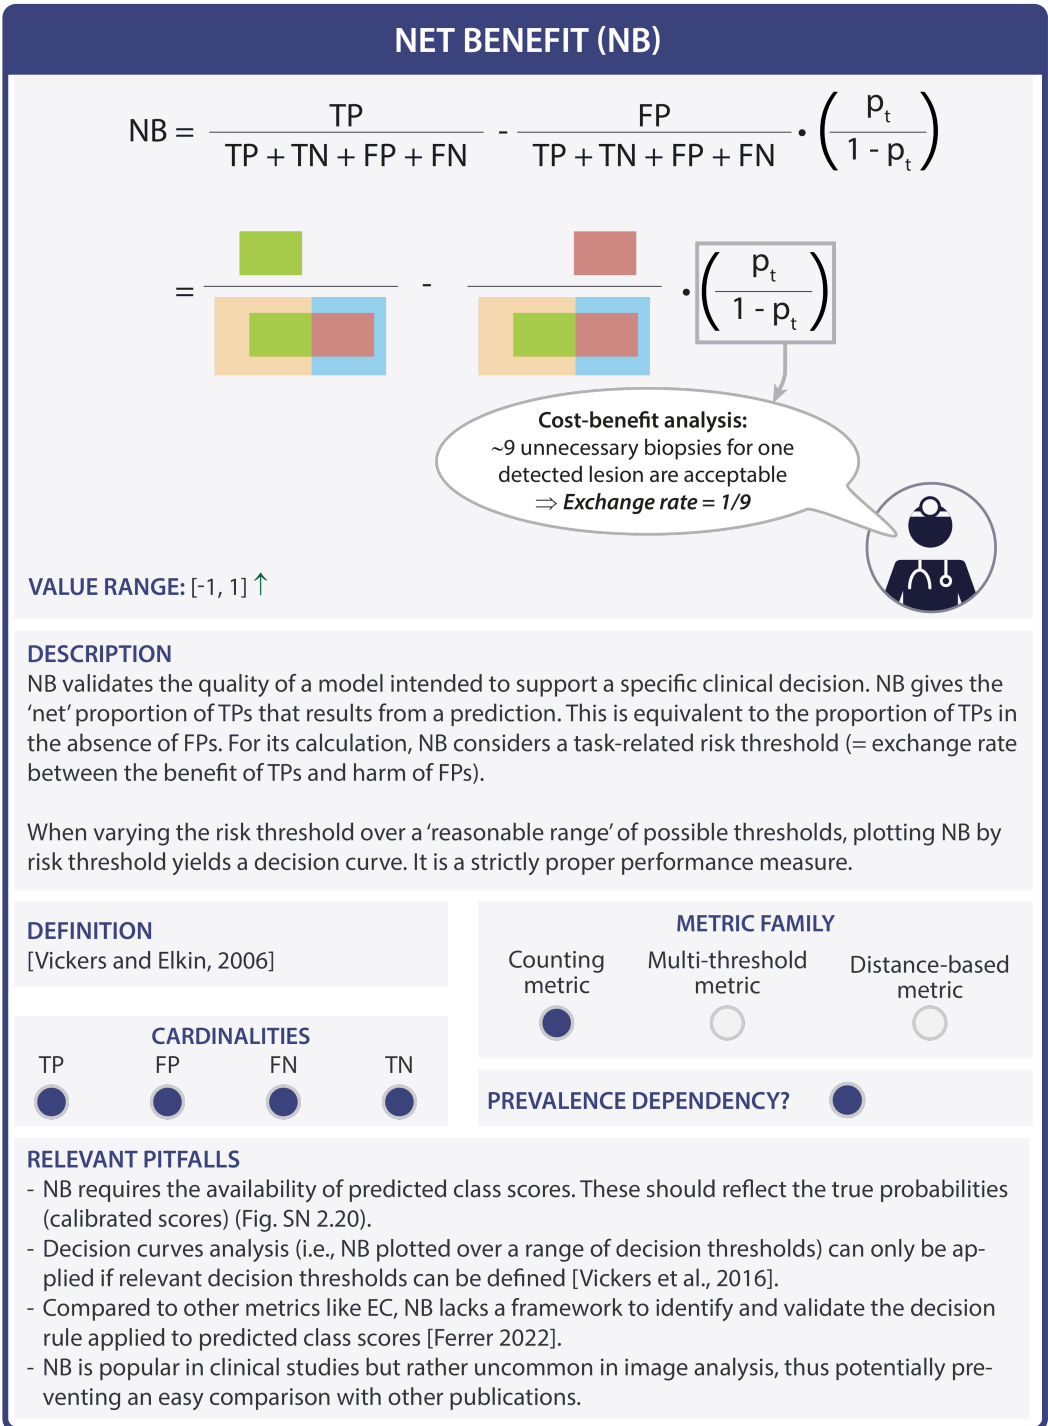 NET BENEFIT (NB)
NB = TP / (TP + TN + FP + FN) - FP / (TP + TN + FP + FN) • (p_t / (1 - p_t))
= - • (p_t / (1 - p_t))
Cost-benefit analysis:
~9 unnecessary biopsies for one
detected lesion are acceptable
⇒ Exchange rate = 1/9
VALUE RANGE: [-1, 1] ↑
DESCRIPTION
NB validates the quality of a model intended to support a specific clinical decision. NB gives the
‘net’ proportion of TPs that results from a prediction. This is equivalent to the proportion of TPs in
the absence of FPs. For its calculation, NB considers a task-related risk threshold (= exchange rate
between the benefit of TPs and harm of FPs).
When varying the risk threshold over a ‘reasonable range’ of possible thresholds, plotting NB by
risk threshold yields a decision curve. It is a strictly proper performance measure.
DEFINITION
[Vickers and Elkin, 2006]
METRIC FAMILY
Counting metric
Multi-threshold metric
Distance-based metric
CARDINALITIES
TP FP FN TN
PREVALENCE DEPENDENCY?
RELEVANT PITFALLS
- NB requires the availability of predicted class scores. These should reflect the true probabilities
(calibrated scores) (Fig. SN 2.20).
- Decision curves analysis (i.e., NB plotted over a range of decision thresholds) can only be ap-
plied if relevant decision thresholds can be defined [Vickers et al., 2016].
- Compared to other metrics like EC, NB lacks a framework to identify and validate the decision
rule applied to predicted class scores [Ferrer 2022].
- NB is popular in clinical studies but rather uncommon in image analysis, thus potentially pre-
venting an easy comparison with other publications.